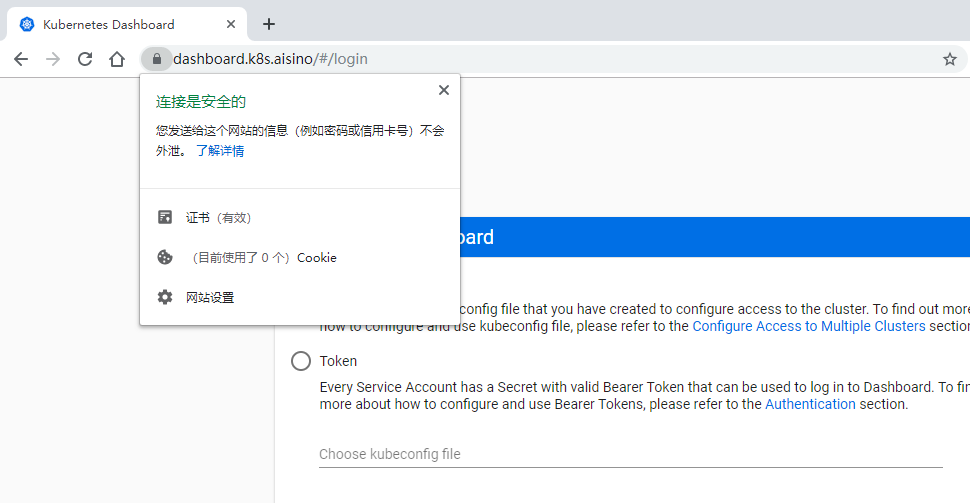 Kubernetes Dashboard
dashboard.k8s.aisino/#/login
连接是安全的
您发送给这个网站的信息（例如密码或信用卡号）不会
外泄。 了解详情
证书（有效）
（目前使用了 0 个）Cookie
网站设置
oard
config file that you have created to configure access to the cluster. To find out more
how to configure and use kubeconfig file, please refer to the Configure Access to Multiple Clusters section
Token
Every Service Account has a Secret with valid Bearer Token that can be used to log in to Dashboard. To fin
more about how to configure and use Bearer Tokens, please refer to the Authentication section.
Choose kubeconfig file